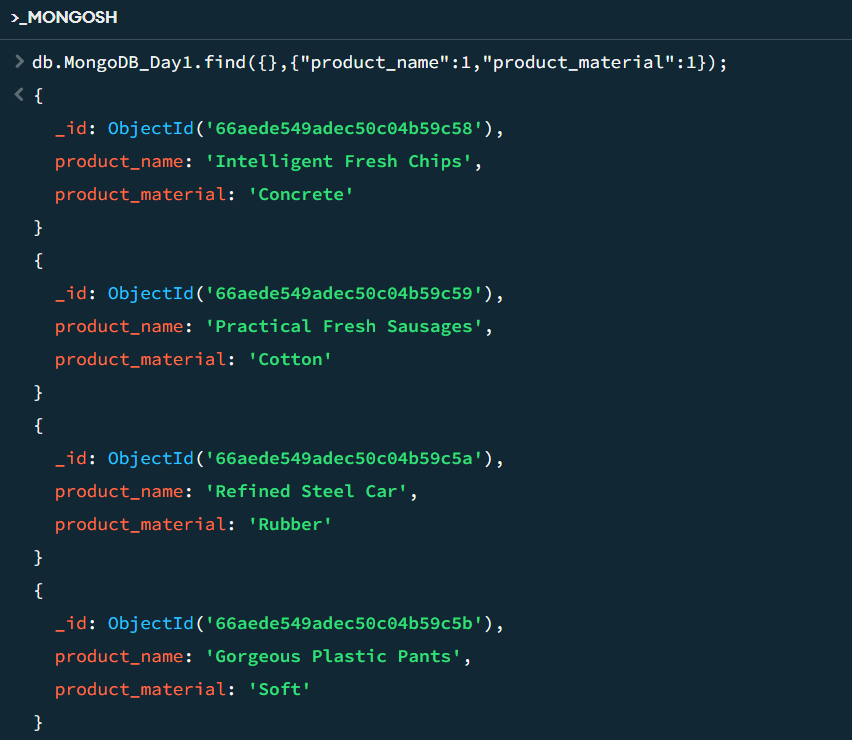 >_MONGOSH
> db.MongoDB_Day1.find({},{"product_name":1,"product_material":1});
< {
_id: ObjectId('66aede549adec50c04b59c58'),
product_name: 'Intelligent Fresh Chips',
product_material: 'Concrete'
}
{
_id: ObjectId('66aede549adec50c04b59c59'),
product_name: 'Practical Fresh Sausages',
product_material: 'Cotton'
}
{
_id: ObjectId('66aede549adec50c04b59c5a'),
product_name: 'Refined Steel Car',
product_material: 'Rubber'
}
{
_id: ObjectId('66aede549adec50c04b59c5b'),
product_name: 'Gorgeous Plastic Pants',
product_material: 'Soft'
}